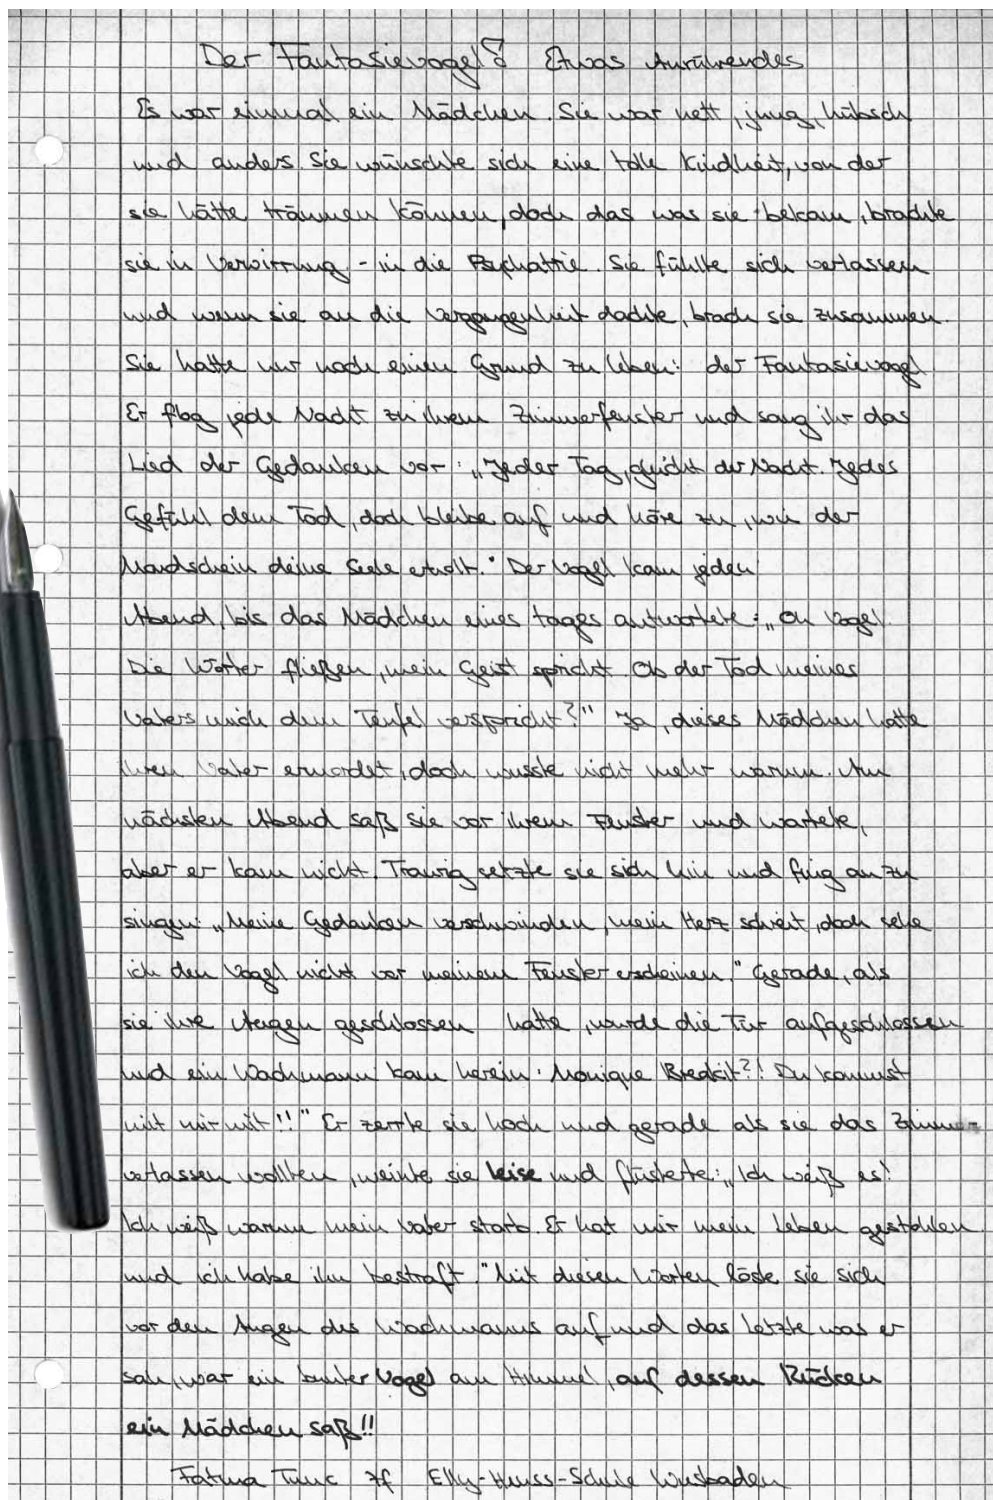 Der Fantasievogel! Etwas Anrührendes
Es war einmal ein Mädchen. Sie war nett, jung, hübsch
und anders. Sie wünschte sich eine tolle Kindheit, von der
sie hätte träumen können, doch das was sie bekam, brachte
sie in Verwirrung - in die Psychatrie. Sie fühlte sich verlassen
und wenn sie an die Vergangenheit dachte, brach sie zusammen.
Sie hatte nur noch einen Grund zu leben: der Fantasievogel
Er flog jede Nacht zu ihrem Zimmerfenster und sang ihr das
Lied der Gedanken vor: „Jeder Tag, gleicht der Nacht. Jedes
Gefühl dem Tod, doch bleibe auf und höre zu, wie der
Mondschein deine Seele erholt." Der Vogel kam jeden
Abend, bis das Mädchen eines tages antwortete: „Oh Vogel.
Die Wörter fließen, mein Geist spricht. Ob der Tod meines
Vaters mich dem Teufel verspricht?" Ja, dieses Mädchen hatte
ihren Vater ermordet, doch wusste nicht mehr warum. Am
nächsten Abend saß sie vor ihrem Fenster und wartete,
aber er kam nicht. Traurig setzte sie sich hin und fing an zu
singen: „Meine Gedanken verschwinden, mein Herz schreit, doch sehe
ich den Vogel nicht vor meinem Fenster erscheinen." Gerade, als
sie ihre Augen geschlossen hatte, wurde die Tür aufgeschlossen
und ein Wachmann kam herein. Monique Breakit?! Du kommst
mit mir mit!!" Er zerrte sie hoch und gerade als sie das Zimmer
verlassen wollten, weinte sie leise und flüsterte: „Ich weiß es!
Ich weiß warum mein Vater starb. Er hat mir mein Leben gestohlen
und ich habe ihn bestraft." Mit diesen Worten löste sie sich
vor den Augen des Wachmanns auf und das letzte was er
sah, war ein bunter Vogel am Himmel, auf dessen Rücken
ein Mädchen saß!!
Fatma Tunc 7f Elly-Heuss-Schule Wiesbaden